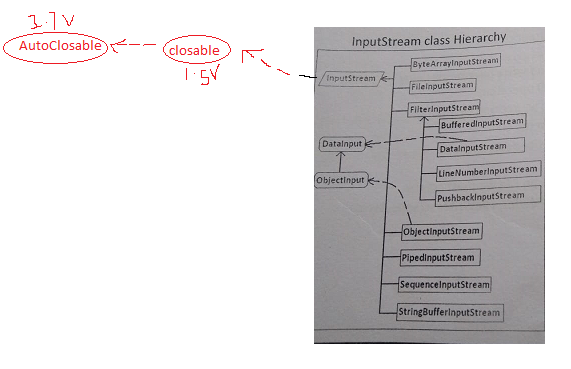 1.7V
AutoClosable
closable
1.5V
InputStream class Hierarchy
InputStream
ByteArrayInputStream
FileInputStream
FilterInputStream
BufferedInputStream
DataInput
DataInputStream
LineNumberInputStream
ObjectInput
PushbackInputStream
ObjectInputStream
PipedInputStream
SequenceInputStream
StringBufferInputStream